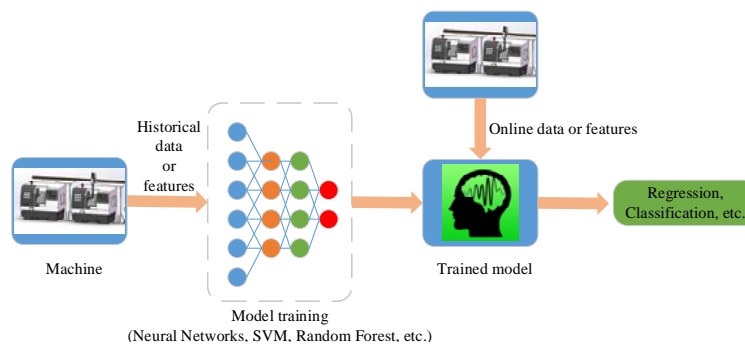 Historical
data
or
features
Machine
Model training
(Neural Networks, SVM, Random Forest, etc.)
Online data or features
Trained model
Regression,
Classification, etc.